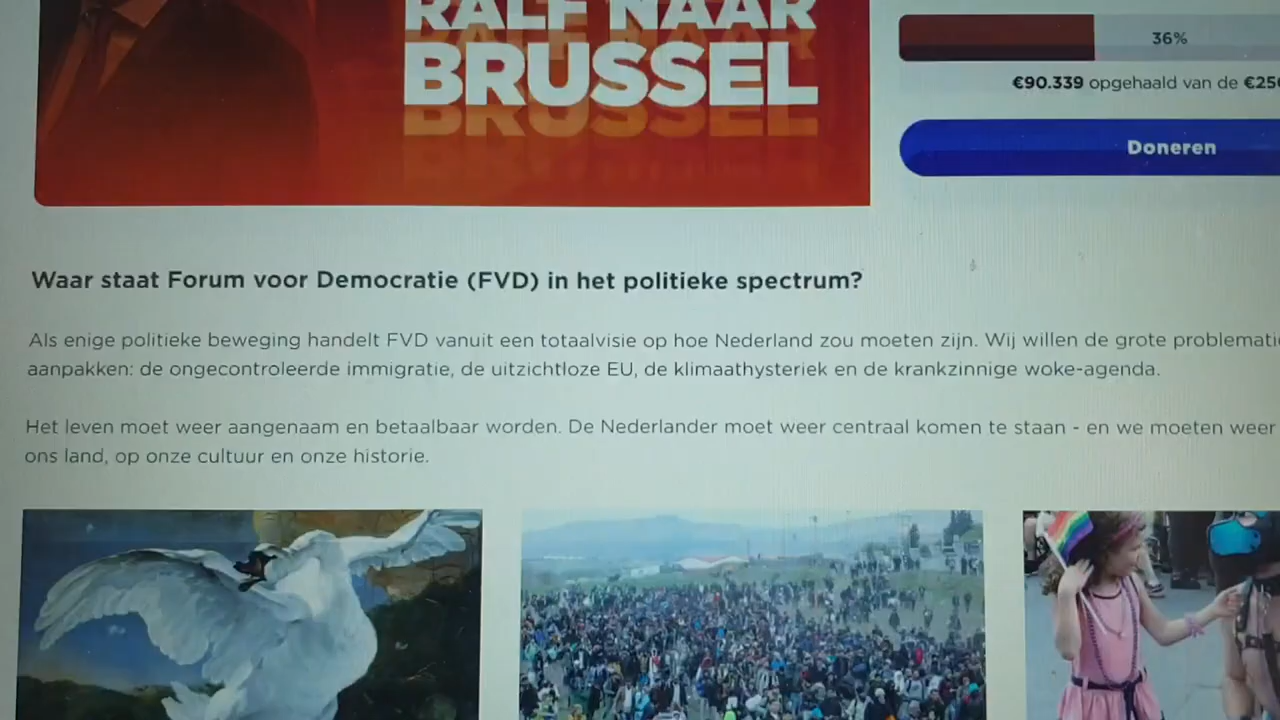 RALF NAAR
BRUSSEL
36%
€90.339 opgehaald van de €25
Doneren
Waar staat Forum voor Democratie (FVD) in het politieke spectrum?
Als enige politieke beweging handelt FVD vanuit een totaalvisie op hoe Nederland zou moeten zijn. Wij willen de grote
aanpakken: de ongecontroleerde immigratie, de uitzichtloze EU, de klimaathysteriek en de krankzinnige woke-agenda.
Het leven moet weer aangenaam en betaalbaar worden. De Nederlander moet weer centraal komen te staan - en we moeten weer
ons land, op onze cultuur en onze historie.